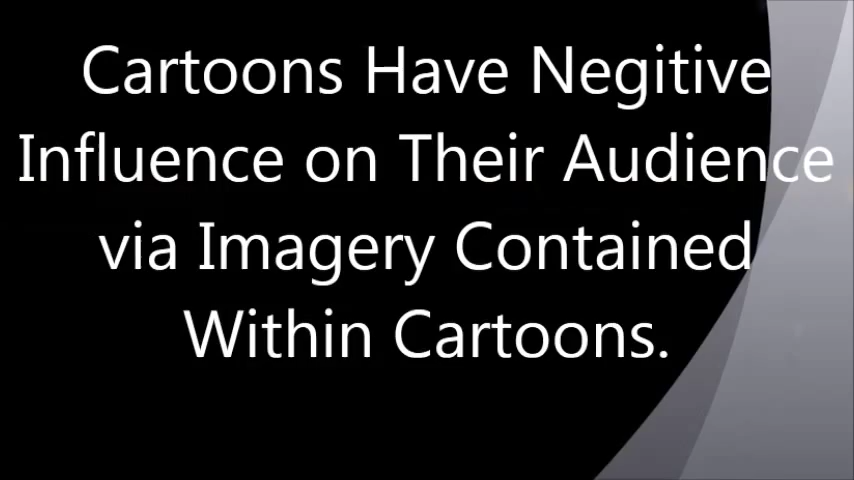 Cartoons Have Negitive
Influence on Their Audience
via Imagery Contained
Within Cartoons.